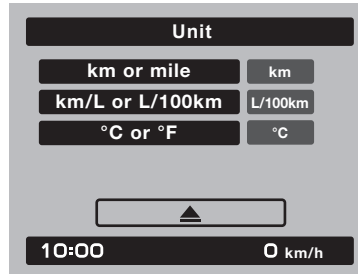 Unit
km or mile km
km/L or L/100km L/100km
°C or °F °C
10:00 0 km/h